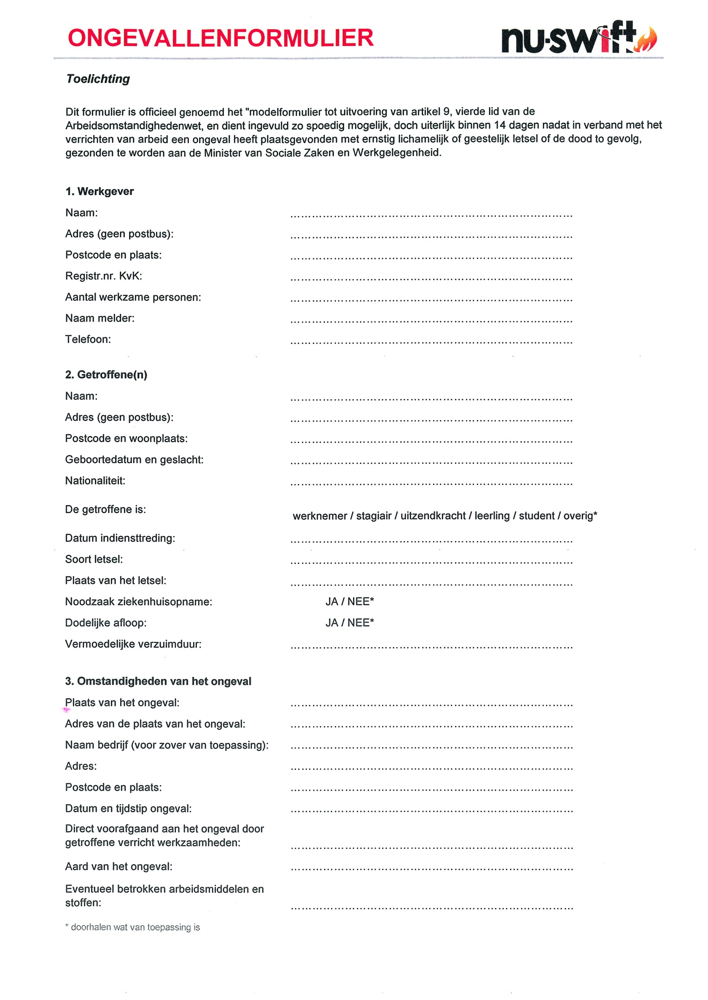 ONGEVALLENFORMULIER
nu-swift
Toelichting
Dit formulier is officieel genoemd het "modelformulier tot uitvoering van artikel 9, vierde lid van de
Arbeidsomstandighedenwet, en dient ingevuld zo spoedig mogelijk, doch uiterlijk binnen 14 dagen nadat in verband met het
verrichten van arbeid een ongeval heeft plaatsgevonden met ernstig lichamelijk of geestelijk letsel of de dood to gevolg,
gezonden te worden aan de Minister van Sociale Zaken en Werkgelegenheid.
1. Werkgever
Naam:
Adres (geen postbus):
Postcode en plaats:
Registr.nr. KvK:
Aantal werkzame personen:
Naam melder:
Telefoon:
2. Getroffene(n)
Naam:
Adres (geen postbus):
Postcode en woonplaats:
Geboortedatum en geslacht:
Nationaliteit:
De getroffene is: werknemer / stagiair / uitzendkracht / leerling / student / overig*
Datum indiensttreding:
Soort letsel:
Plaats van het letsel:
Noodzaak ziekenhuisopname: JA / NEE*
Dodelijke afloop: JA / NEE*
Vermoedelijke verzuimduur:
3. Omstandigheden van het ongeval
Plaats van het ongeval:
Adres van de plaats van het ongeval:
Naam bedrijf (voor zover van toepassing):
Adres:
Postcode en plaats:
Datum en tijdstip ongeval:
Direct voorafgaand aan het ongeval door
getroffene verricht werkzaamheden:
Aard van het ongeval:
Eventueel betrokken arbeidsmiddelen en
stoffen:
* doorhalen wat van toepassing is